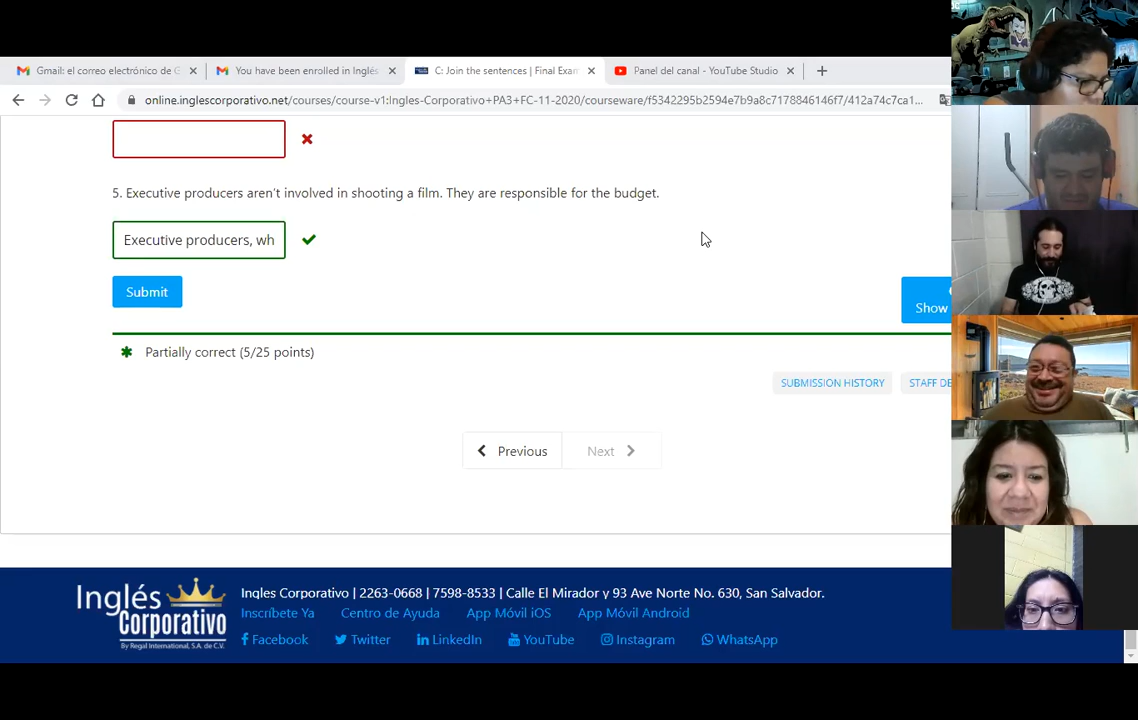 Gmail: el correo electrónico de G
You have been enrolled in Inglés
C: Join the sentences | Final Exam
Panel del canal - YouTube Studio
online.inglescorporativo.net/courses/course-v1:Ingles-Corporativo+PA3+FC-11-2020/courseware/f5342295b2594e7b9a8c7178846146f7/412a74c7ca1...
5. Executive producers aren't involved in shooting a film. They are responsible for the budget.
Executive producers, wh
Submit
Show
Partially correct (5/25 points)
SUBMISSION HISTORY
STAFF DE
Previous
Next
Inglés Corporativo
By Regal International, S.A. de C.V.
Ingles Corporativo | 2263-0668 | 7598-8533 | Calle El Mirador y 93 Ave Norte No. 630, San Salvador.
Inscríbete Ya
Centro de Ayuda
App Móvil iOS
App Móvil Android
Facebook
Twitter
LinkedIn
YouTube
Instagram
WhatsApp